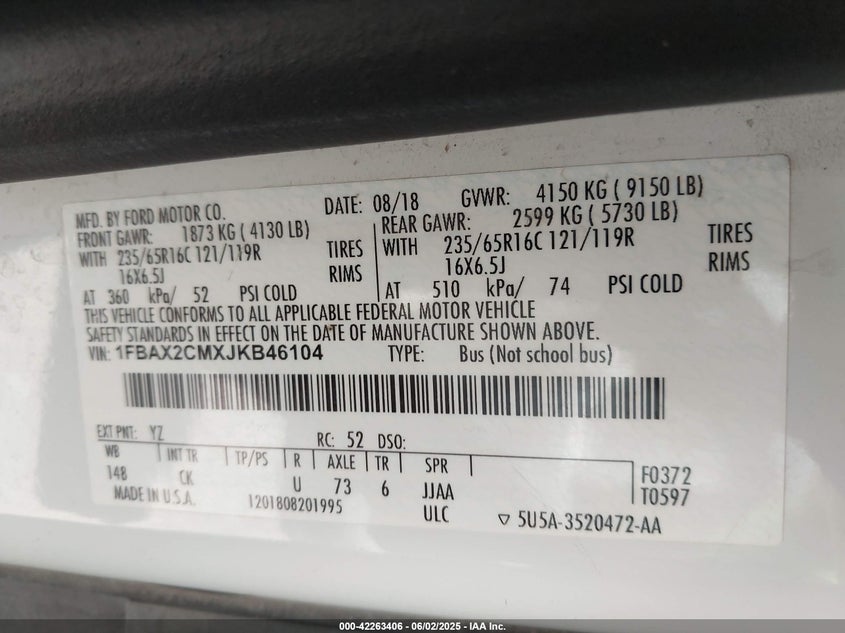 MFD. BY FORD MOTOR CO. DATE: 08/18 GVWR: 4150 KG ( 9150 LB)
FRONT GAWR: 1873 KG ( 4130 LB) REAR GAWR: 2599 KG ( 5730 LB)
WITH 235/65R16C 121/119R TIRES WITH 235/65R16C 121/119R TIRES
16X6.5J RIMS 16X6.5J RIMS
AT 360 kPa/ 52 PSI COLD AT 510 kPa/ 74 PSI COLD
THIS VEHICLE CONFORMS TO ALL APPLICABLE FEDERAL MOTOR VEHICLE
SAFETY STANDARDS IN EFFECT ON THE DATE OF MANUFACTURE SHOWN ABOVE.
VIN: 1FBAX2CMXJKB46104 TYPE: Bus (Not school bus)
EXT PNT: YZ RC: 52 DSO:
WB INT TR TP/PS R AXLE TR SPR F0372
148 CK U 73 6 JJAA T0597
MADE IN U.S.A. 1201808201995 ULC 5U5A-3520472-AA
000-42263406 - 06/02/2025 - IAA Inc.